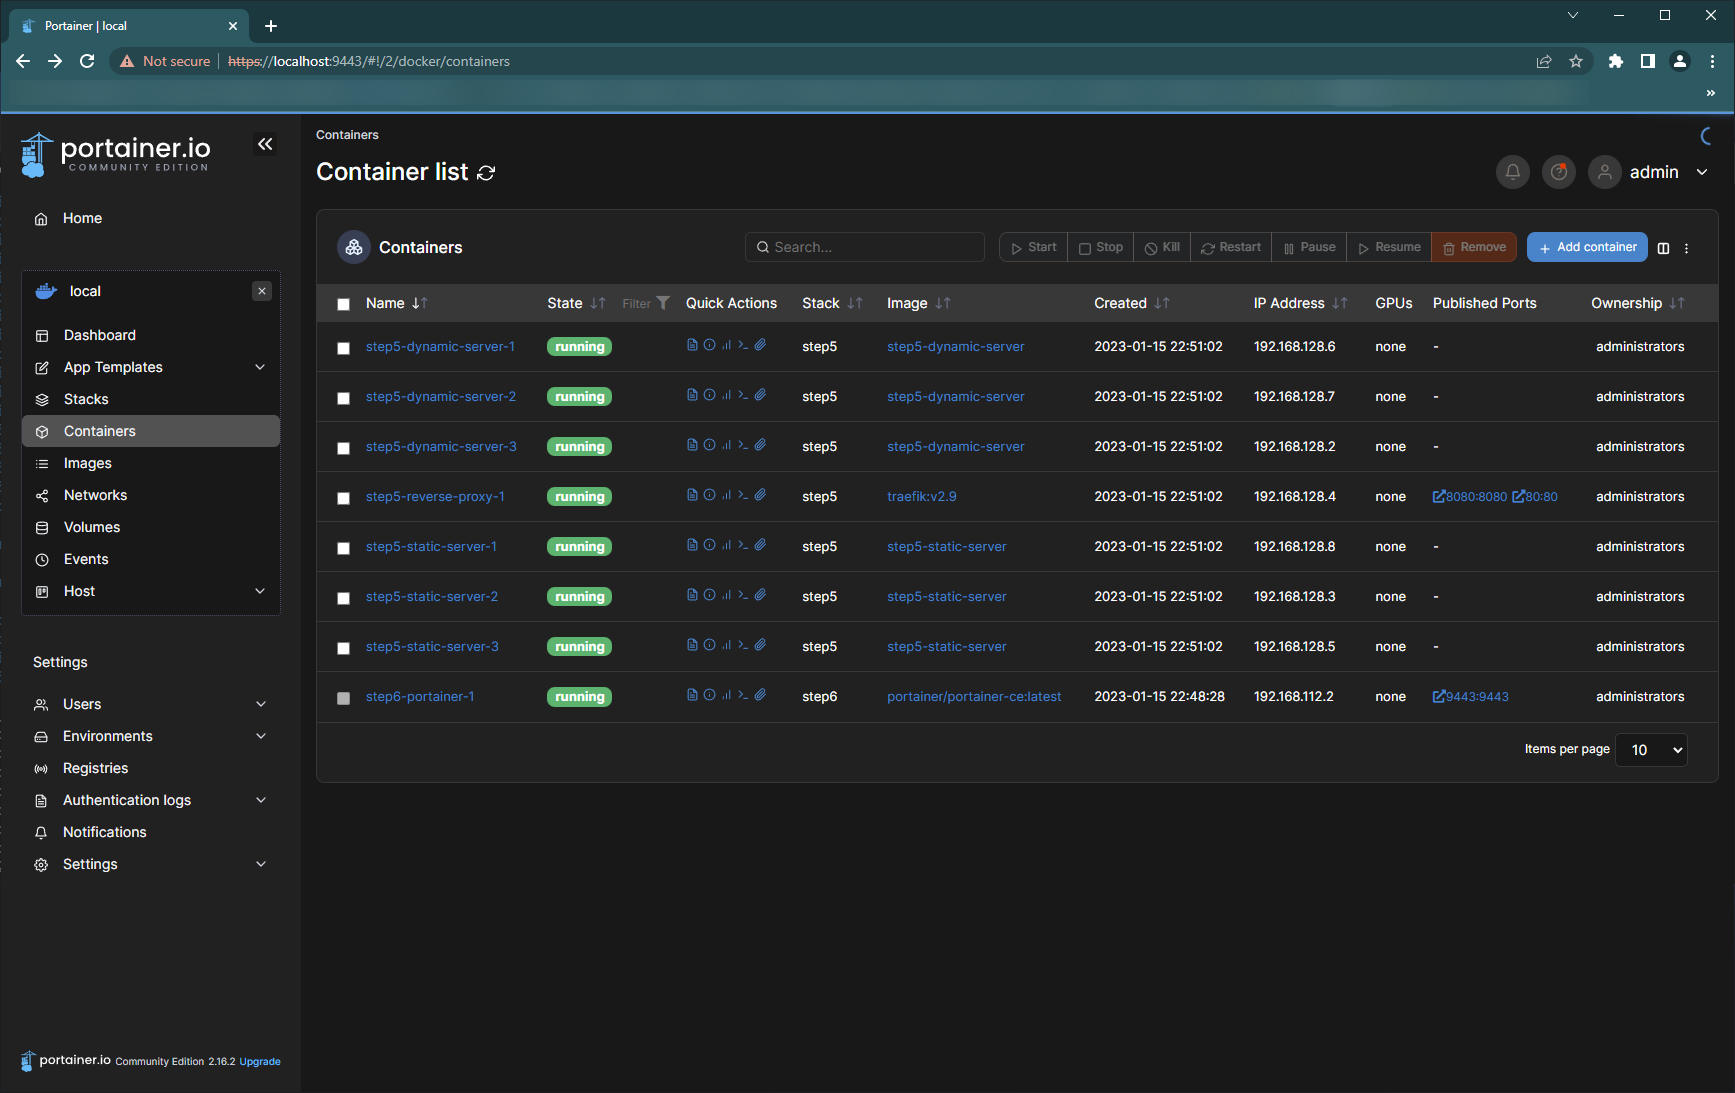 Portainer | local
Not secure https://localhost:9443/#!/2/docker/containers
portainer.io
COMMUNITY EDITION
Home
local
Dashboard
App Templates
Stacks
Containers
Images
Networks
Volumes
Events
Host
Settings
Users
Environments
Registries
Authentication logs
Notifications
Settings
portainer.io Community Edition 2.16.2 Upgrade
Containers
Container list
admin
Containers Search... Start Stop Kill Restart Pause Resume Remove + Add container
Name State Filter Quick Actions Stack Image Created IP Address GPUs Published Ports Ownership
step5-dynamic-server-1 running step5 step5-dynamic-server 2023-01-15 22:51:02 192.168.128.6 none - administrators
step5-dynamic-server-2 running step5 step5-dynamic-server 2023-01-15 22:51:02 192.168.128.7 none - administrators
step5-dynamic-server-3 running step5 step5-dynamic-server 2023-01-15 22:51:02 192.168.128.2 none - administrators
step5-reverse-proxy-1 running step5 traefik:v2.9 2023-01-15 22:51:02 192.168.128.4 none 8080:8080 80:80 administrators
step5-static-server-1 running step5 step5-static-server 2023-01-15 22:51:02 192.168.128.8 none - administrators
step5-static-server-2 running step5 step5-static-server 2023-01-15 22:51:02 192.168.128.3 none - administrators
step5-static-server-3 running step5 step5-static-server 2023-01-15 22:51:02 192.168.128.5 none - administrators
step6-portainer-1 running step6 portainer/portainer-ce:latest 2023-01-15 22:48:28 192.168.112.2 none 9443:9443 administrators
Items per page 10